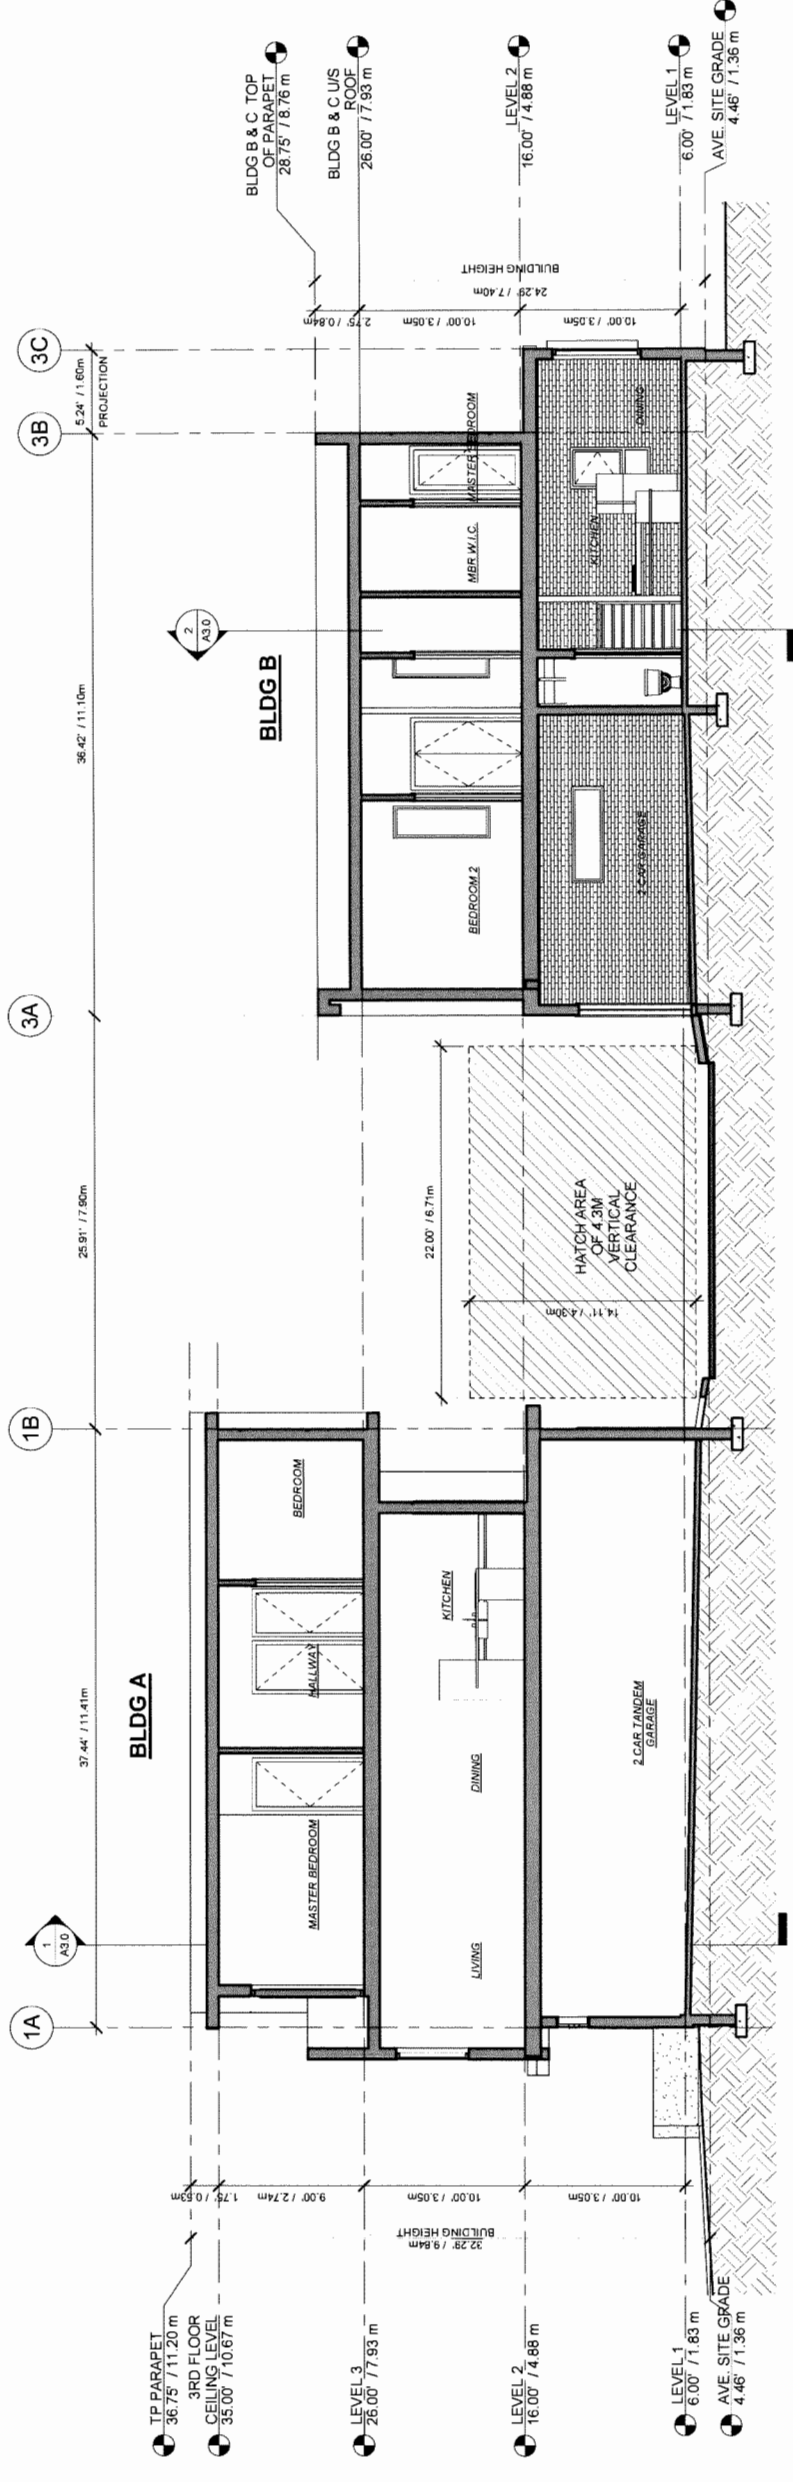 1A
1B
3A
3B
3C
37.44' / 11.41m
25.91' / 7.90m
36.42' / 11.10m
5.24' / 1.60m
PROJECTION
1
A3.0
BLDG A
2
A3.0
BLDG B
TP PARAPET
36.75' / 11.20 m
3RD FLOOR
CEILING LEVEL
35.00' / 10.67 m
LEVEL 3
26.00' / 7.93 m
LEVEL 2
16.00' / 4.88 m
LEVEL 1
6.00' / 1.83 m
AVE. SITE GRADE
4.46' / 1.36 m
1.75' / 0.53m
9.00' / 2.74m
10.00' / 3.05m
10.00' / 3.05m
32.29' / 9.84m
BUILDING HEIGHT
MASTER BEDROOM
HALLWAY
BEDROOM
LIVING
DINING
KITCHEN
2 CAR TANDEM
GARAGE
22.00' / 6.71m
14.11' / 4.30m
HATCH AREA
OF 4.3M
VERTICAL
CLEARANCE
BEDROOM 2
MBR W.I.C.
MASTER BEDROOM
2 CAR GARAGE
KITCHEN
DINING
2.75' / 0.84m
10.00' / 3.05m
10.00' / 3.05m
24.29' / 7.40m
BUILDING HEIGHT
BLDG B & C TOP
OF PARAPET
28.75' / 8.76 m
BLDG B & C U/S
ROOF
26.00' / 7.93 m
LEVEL 2
16.00' / 4.88 m
LEVEL 1
6.00' / 1.83 m
AVE. SITE GRADE
4.46' / 1.36 m